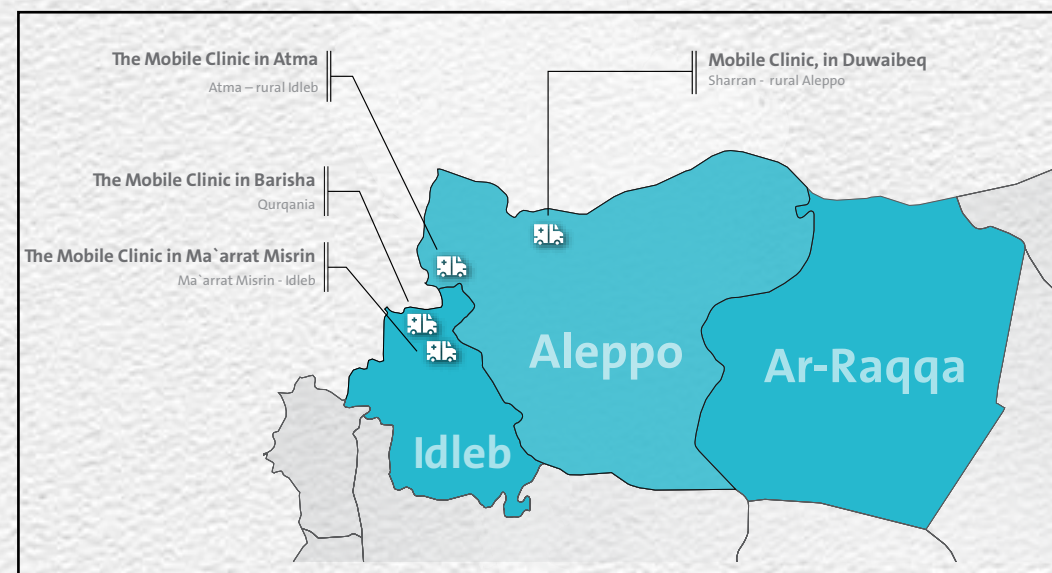 The Mobile Clinic in Atma
Atma – rural Idleb
Mobile Clinic, in Duwaibeq
Sharran - rural Aleppo
The Mobile Clinic in Barisha
Qurqania
The Mobile Clinic in Ma`arrat Misrin
Ma`arrat Misrin - Idleb
Aleppo
Ar-Raqqa
Idleb